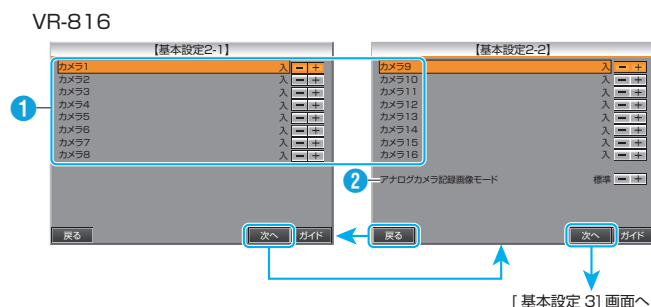 VR-816
【基本設定2-1】
カメラ1 入 － ＋
カメラ2 入 － ＋
カメラ3 入 － ＋
カメラ4 入 － ＋
カメラ5 入 － ＋
カメラ6 入 － ＋
カメラ7 入 － ＋
カメラ8 入 － ＋
戻る 次へ ガイド
❶
【基本設定2-2】
カメラ9 入 － ＋
カメラ10 入 － ＋
カメラ11 入 － ＋
カメラ12 入 － ＋
カメラ13 入 － ＋
カメラ14 入 － ＋
カメラ15 入 － ＋
カメラ16 入 － ＋
❷ アナログカメラ記録画像モード 標準 － ＋
戻る 次へ ガイド
[ 基本設定 3] 画面へ